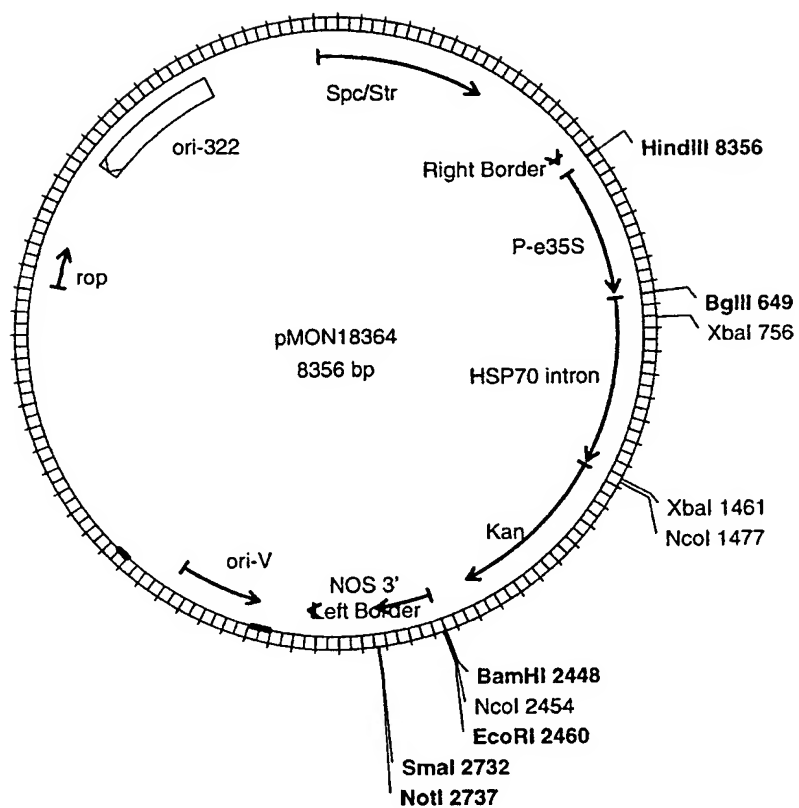 Spc/Str
ori-322
HindIII 8356
Right Border
P-e35S
rop
BglII 649
XbaI 756
pMON18364
8356 bp
HSP70 intron
XbaI 1461
NcoI 1477
Kan
ori-V
NOS 3'
Left Border
BamHI 2448
NcoI 2454
EcoRI 2460
SmaI 2732
NotI 2737